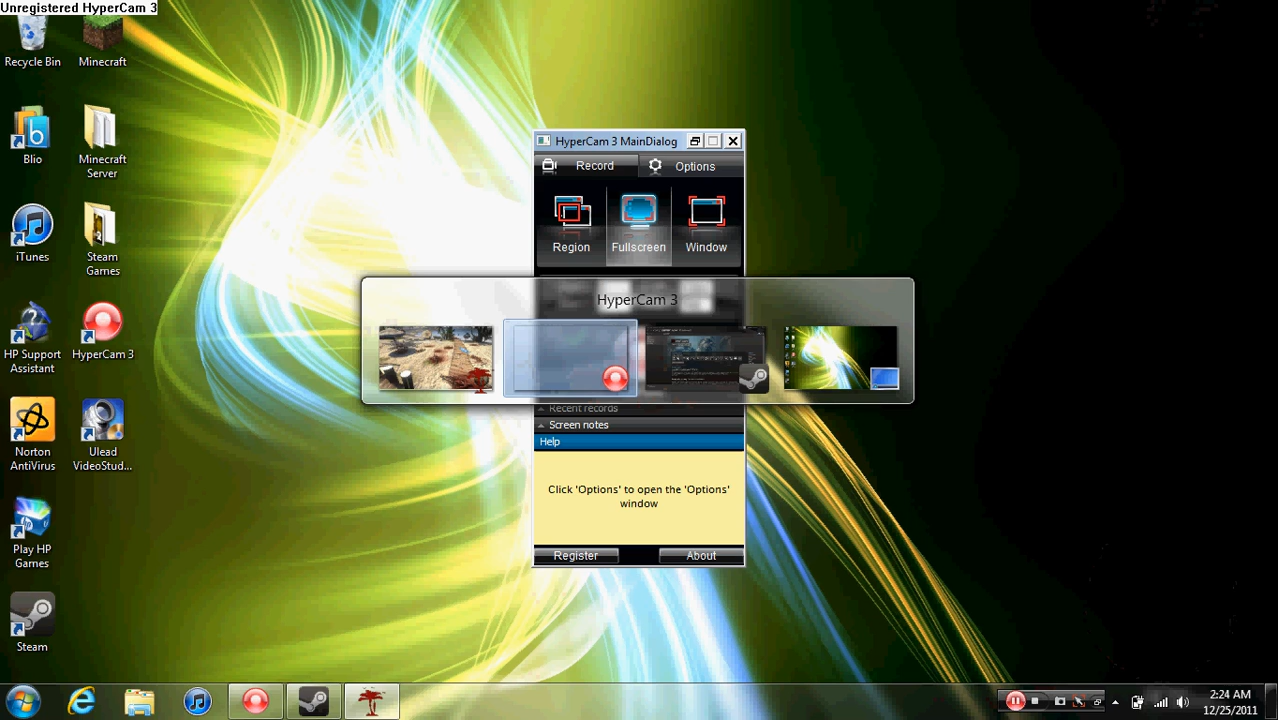 Unregistered HyperCam 3
Recycle Bin
Minecraft
Blio
Minecraft
Server
iTunes
Steam
Games
HP Support
Assistant
HyperCam 3
Norton
AntiVirus
Ulead
VideoStud...
Play HP
Games
Steam
HyperCam 3 MainDialog
Record
Options
Region
Fullscreen
Window
HyperCam 3
Recent records
Screen notes
Help
Click 'Options' to open the 'Options'
window
Register
About
2:24 AM
12/25/2011